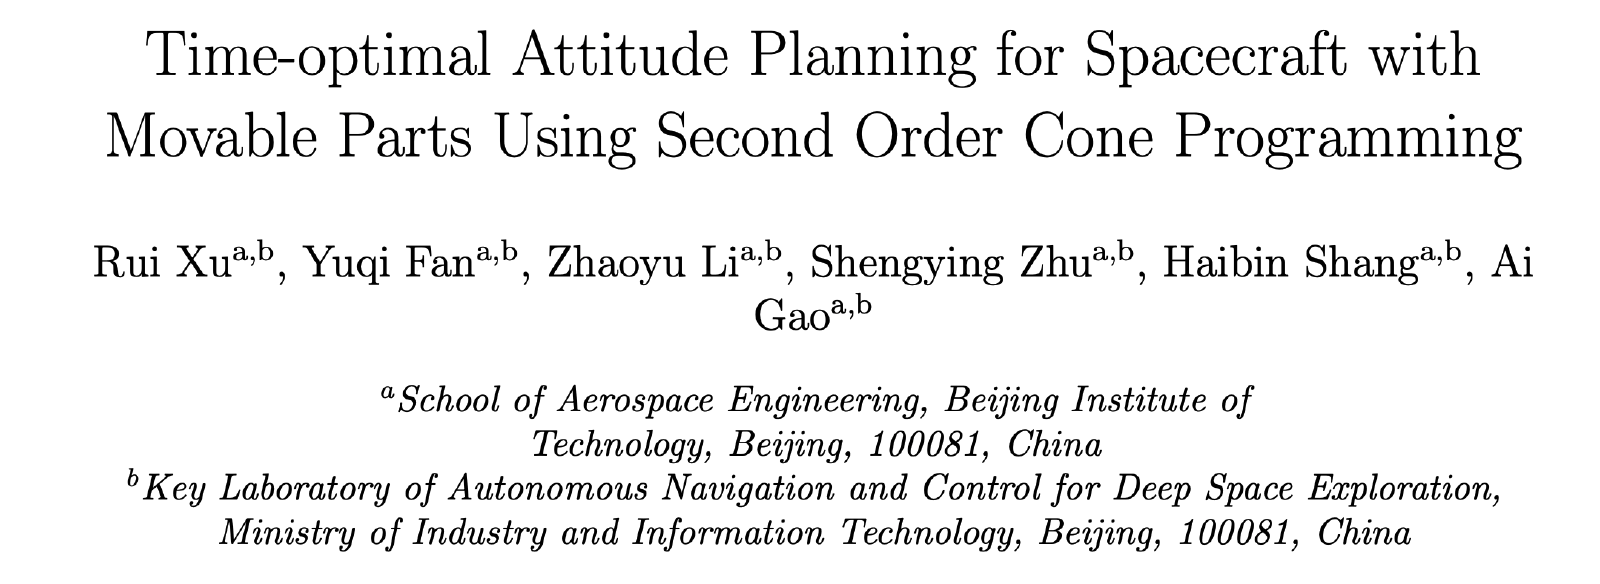 Time-optimal Attitude Planning for Spacecraft with
Movable Parts Using Second Order Cone Programming
Rui Xu^{a,b}, Yuqi Fan^{a,b}, Zhaoyu Li^{a,b}, Shengying Zhu^{a,b}, Haibin Shang^{a,b}, Ai
Gao^{a,b}
^{a}School of Aerospace Engineering, Beijing Institute of
Technology, Beijing, 100081, China
^{b}Key Laboratory of Autonomous Navigation and Control for Deep Space Exploration,
Ministry of Industry and Information Technology, Beijing, 100081, China